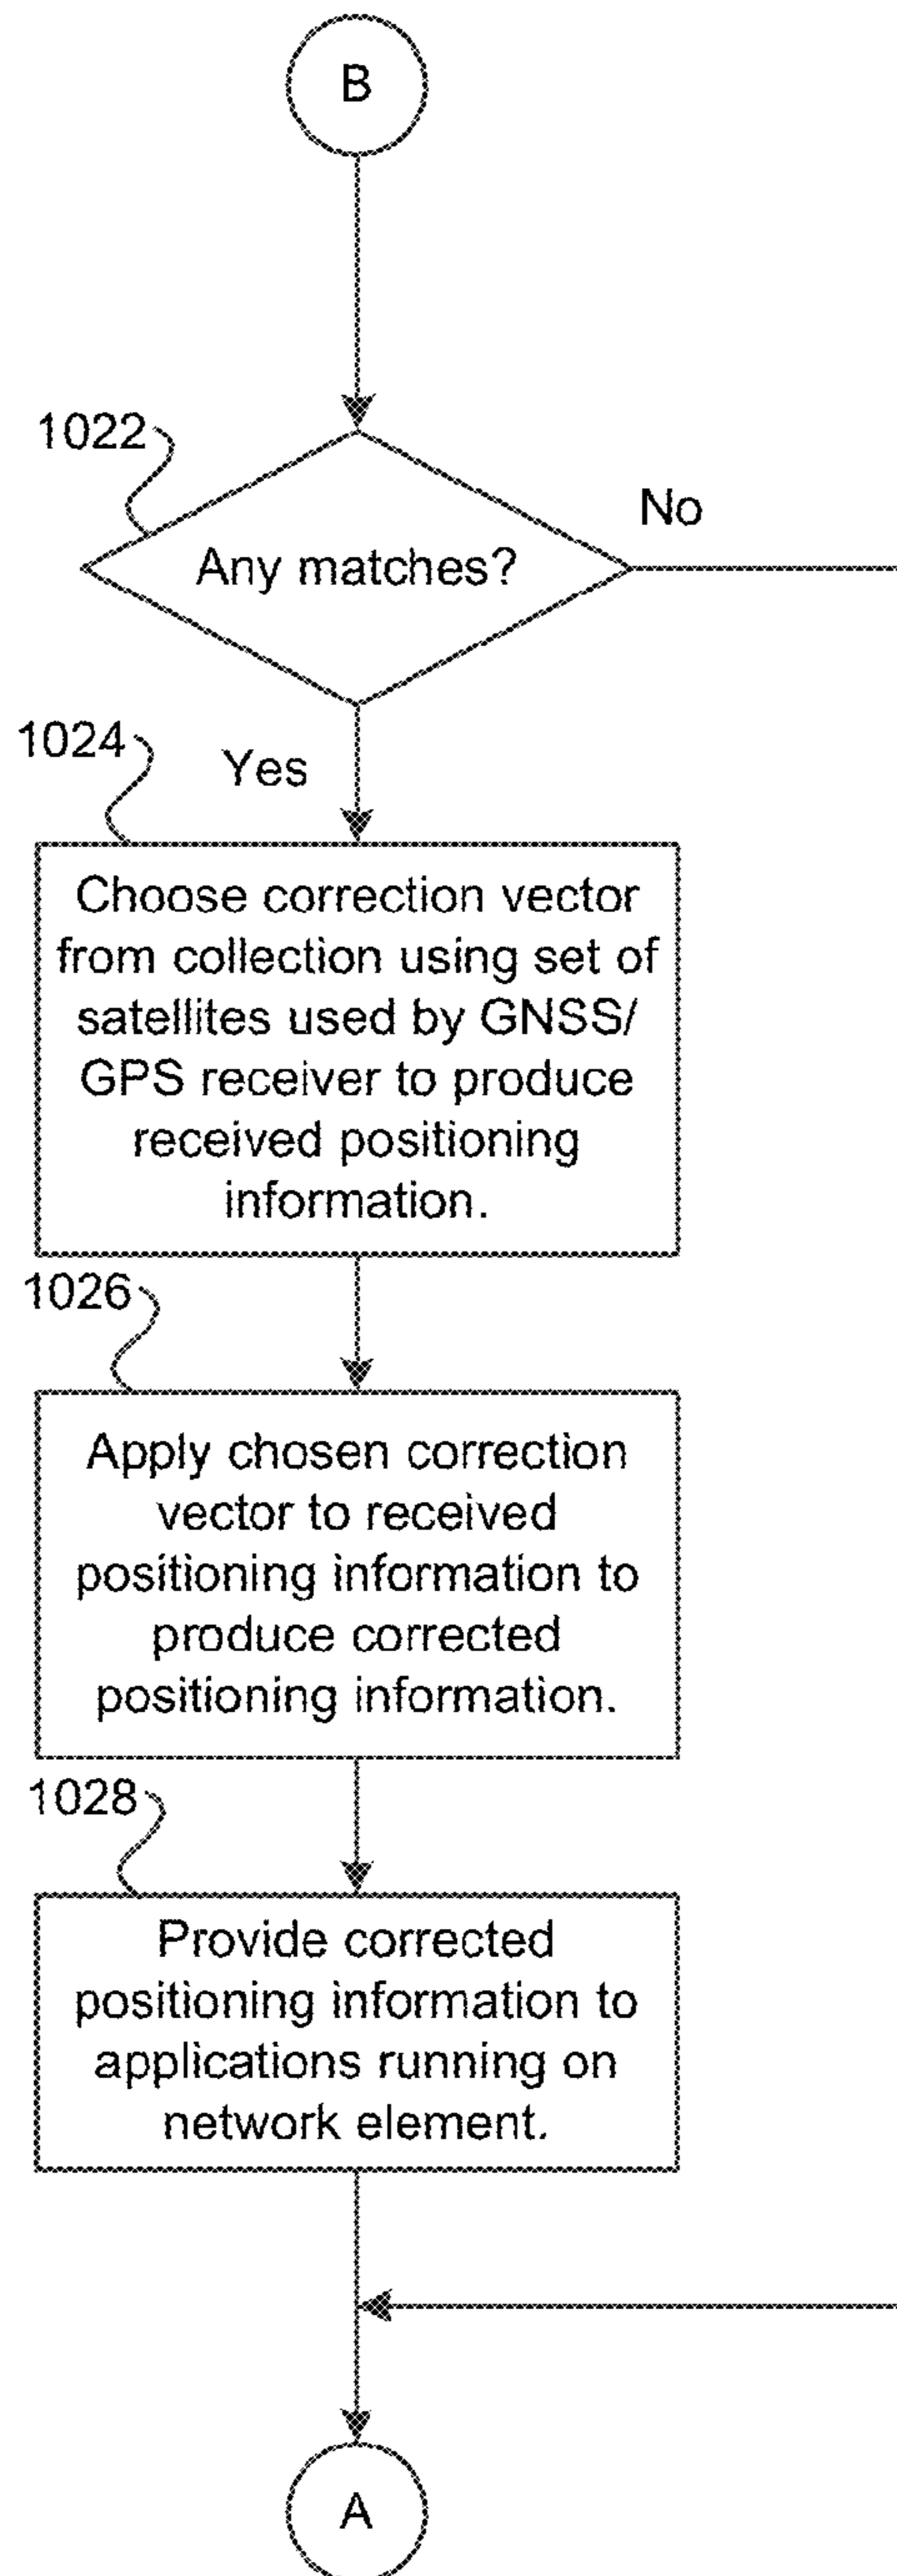 B
1022
No
Any matches?
1024
Yes
Choose correction vector
from collection using set of
satellites used by GNSS/
GPS receiver to produce
received positioning
information.
1026
Apply chosen correction
vector to received
positioning information to
produce corrected
positioning information.
1028
Provide corrected
positioning information to
applications running on
network element.
A